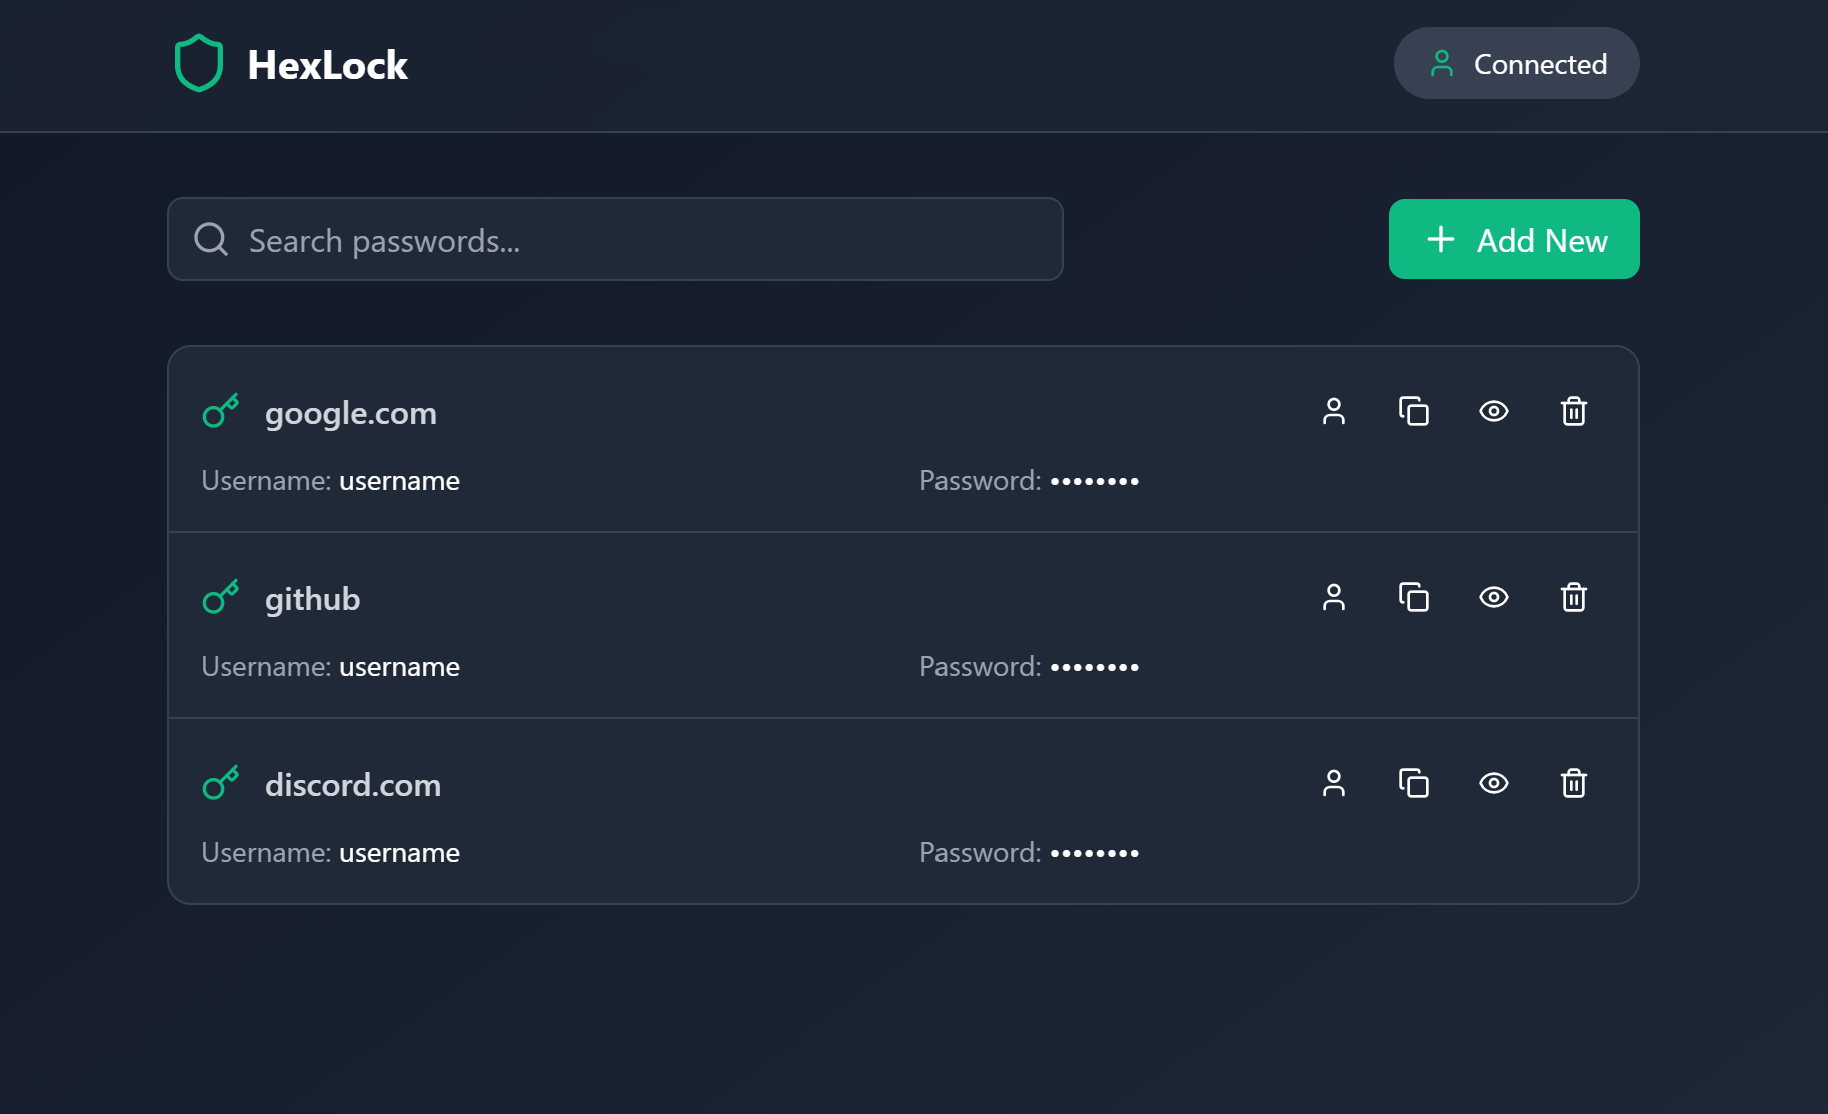 HexLock
Connected
Search passwords...
Add New
google.com
Username: username
Password: ••••••••
github
Username: username
Password: ••••••••
discord.com
Username: username
Password: ••••••••